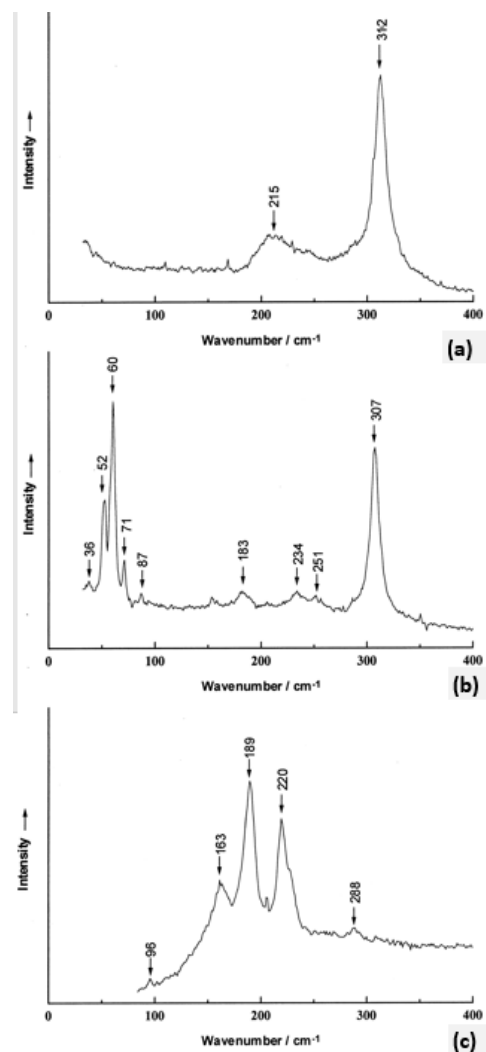 312
215
Intensity →
0 100 200 300 400
Wavenumber / cm-1
(a)
60
307
52
71
36
87
183
234
251
Intensity →
0 100 200 300 400
Wavenumber / cm-1
(b)
189
220
163
288
96
Intensity →
0 100 200 300 400
Wavenumber / cm-1
(c)